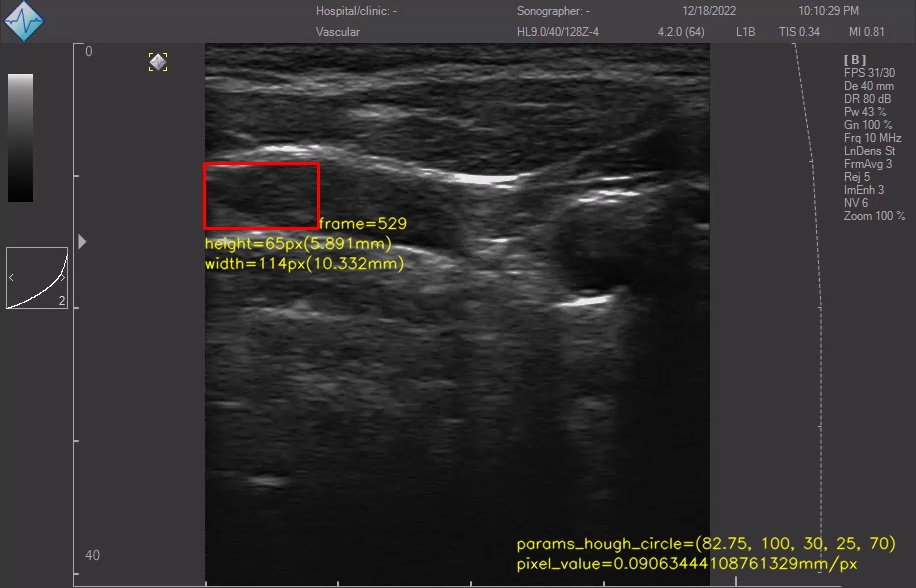 Hospital/clinic: - Sonographer: - 12/18/2022 10:10:29 PM
Vascular HL9.0/40/128Z-4 4.2.0 (64) L1B TIS 0.34 MI 0.81
0
[ B ]
FPS 31/30
De 40 mm
DR 80 dB
Pw 43 %
Gn 100 %
Frq 10 MHz
LnDens St
FrmAvg 3
Rej 5
ImEnh 3
NV 6
Zoom 100 %
frame=529
height=65px(5.891mm)
width=114px(10.332mm)
2
40
params_hough_circle=(82.75, 100, 30, 25, 70)
pixel_value=0.09063444108761329mm/px